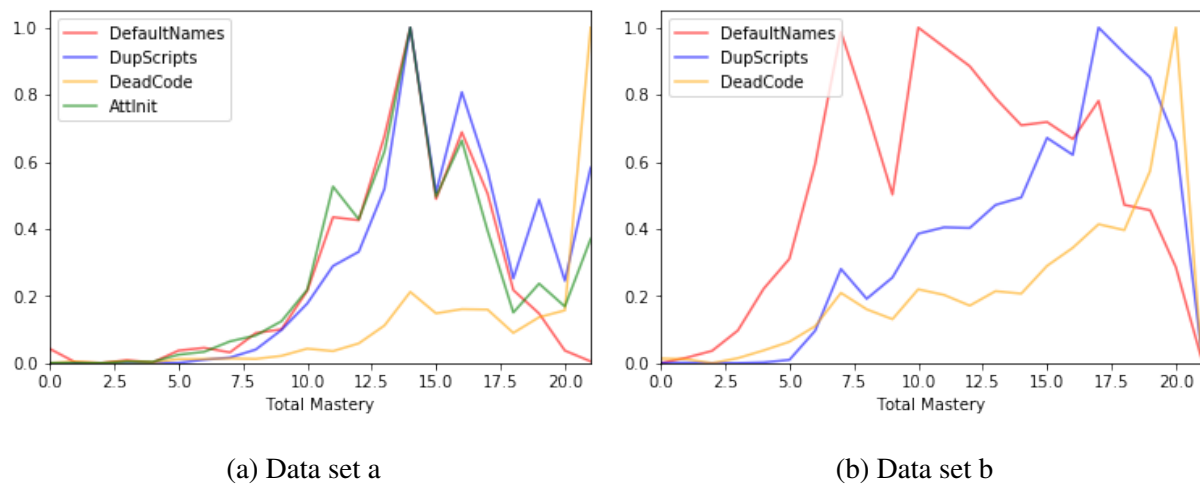 1.0
0.8
0.6
0.4
0.2
0.0
DefaultNames
DupScripts
DeadCode
AttInit
0.0 2.5 5.0 7.5 10.0 12.5 15.0 17.5 20.0
Total Mastery
(a) Data set a
1.0
0.8
0.6
0.4
0.2
0.0
DefaultNames
DupScripts
DeadCode
0.0 2.5 5.0 7.5 10.0 12.5 15.0 17.5 20.0
Total Mastery
(b) Data set b